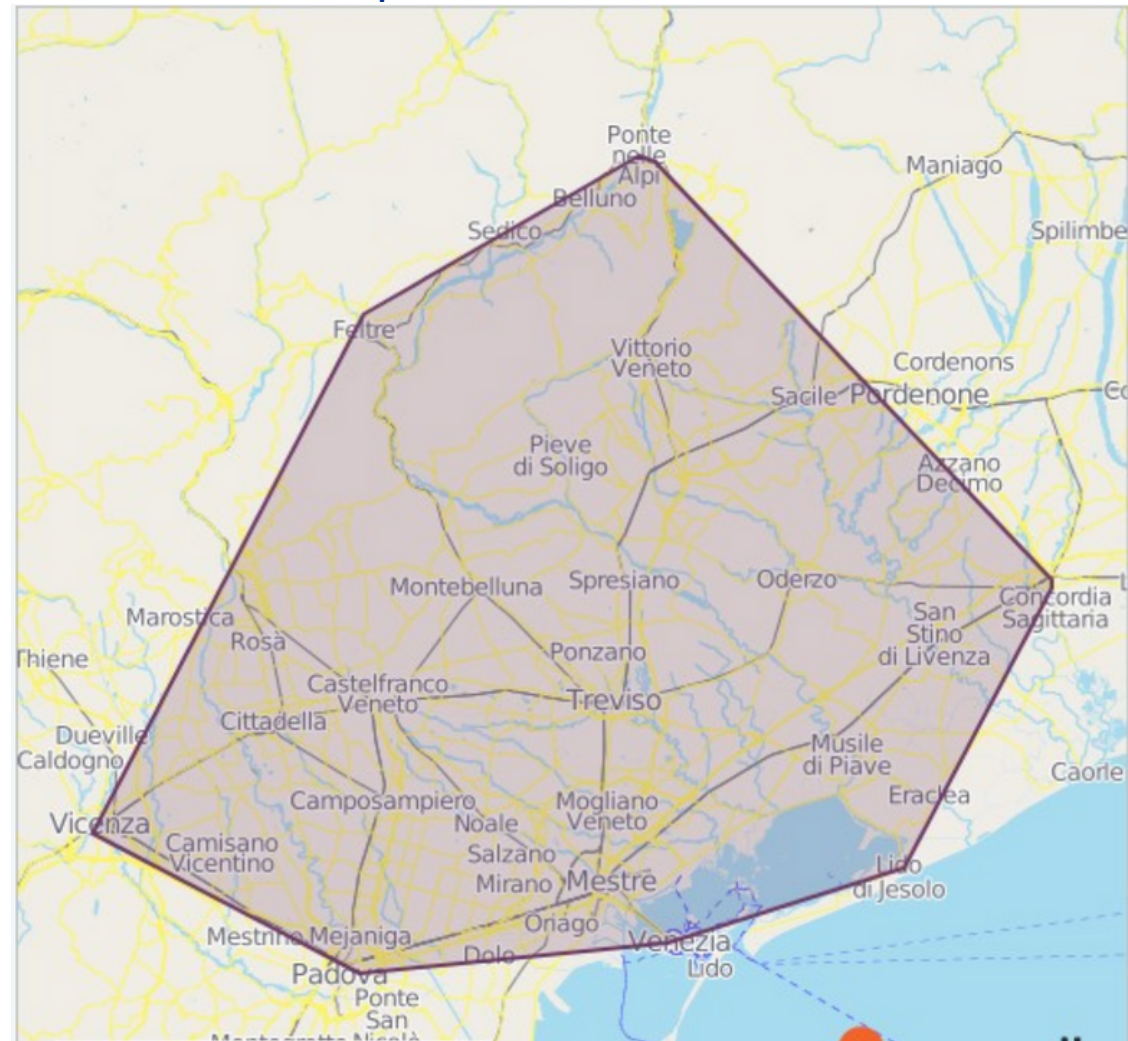 Ponte
nelle
Alpi
Maniago
Belluno
Sedico
Spilimbe
Feltre
Vittorio
Veneto
Cordenons
Sacile
Pordenone
Pieve
di Soligo
Azzano
Decimo
Montebelluna
Spresiano
Oderzo
Concordia
Sagittaria
Marostica
Rosà
San
Stino
di Livenza
Thiene
Ponzano
Castelfranco
Veneto
Treviso
Cittadella
Dueville
Caldogno
Musile
di Piave
Caorle
Camposampiero
Mogliano
Veneto
Eraclea
Vicenza
Noale
Camisano
Vicentino
Salzano
Mirano
Mestre
Lido
di Jesolo
Oriago
Mestrino
Mejaniga
Venezia
Dolo
Lido
Padova
Ponte
San
Nicolò